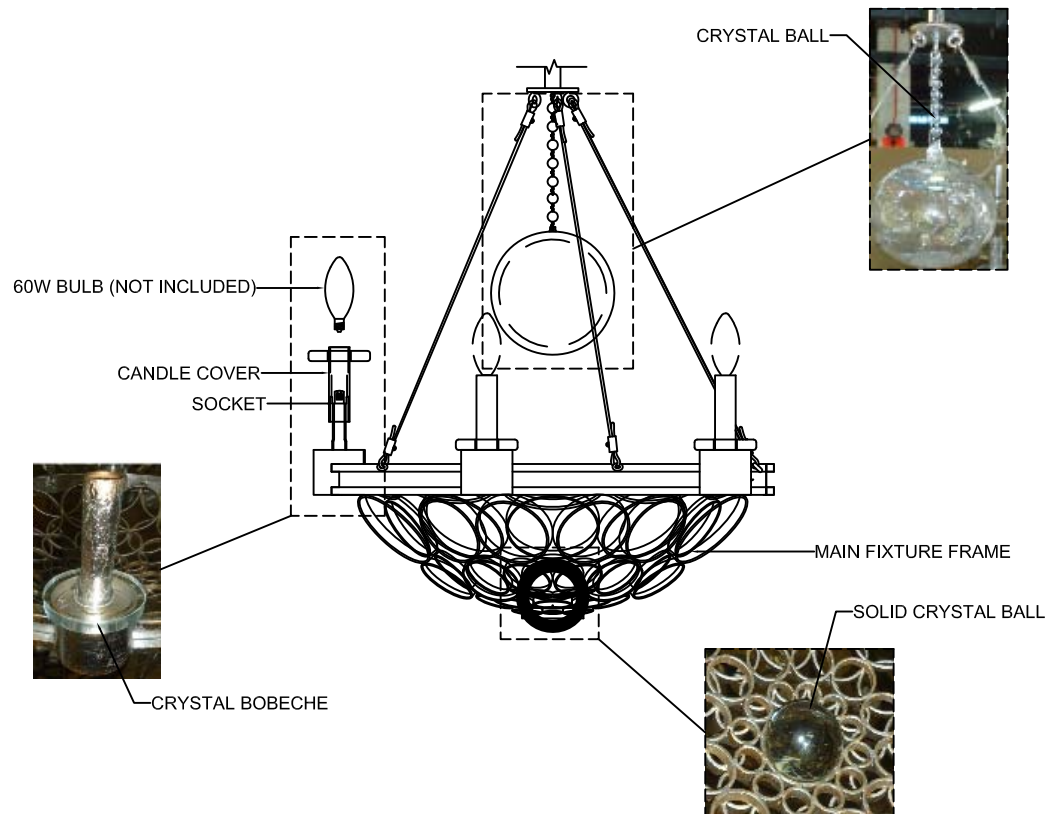 CRYSTAL BALL
60W BULB (NOT INCLUDED)
CANDLE COVER
SOCKET
MAIN FIXTURE FRAME
SOLID CRYSTAL BALL
CRYSTAL BOBECHE